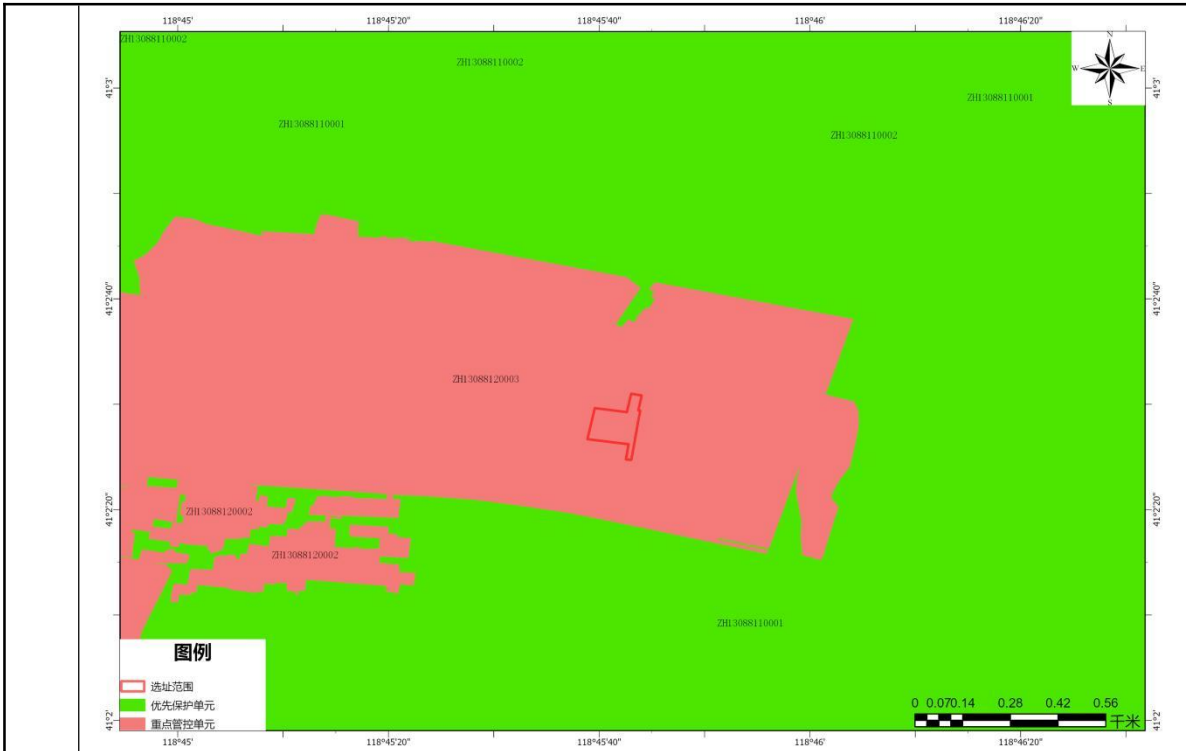 118°45′ 118°45′20″ 118°45′40″ 118°46′ 118°46′20″
ZH13088110002
ZH13088110002
N
W E
S
41°3′ 41°3′
ZH13088110001
ZH13088110001
ZH13088110002
41°2′40″ 41°2′40″
ZH13088120003
41°2′20″ 41°2′20″
ZH13088120002
ZH13088120002
ZH13088110001
图例
选址范围
优先保护单元
重点管控单元
0 0.07 0.14 0.28 0.42 0.56
千米
41°2′ 41°2′
118°45′ 118°45′20″ 118°45′40″ 118°46′ 118°46′20″